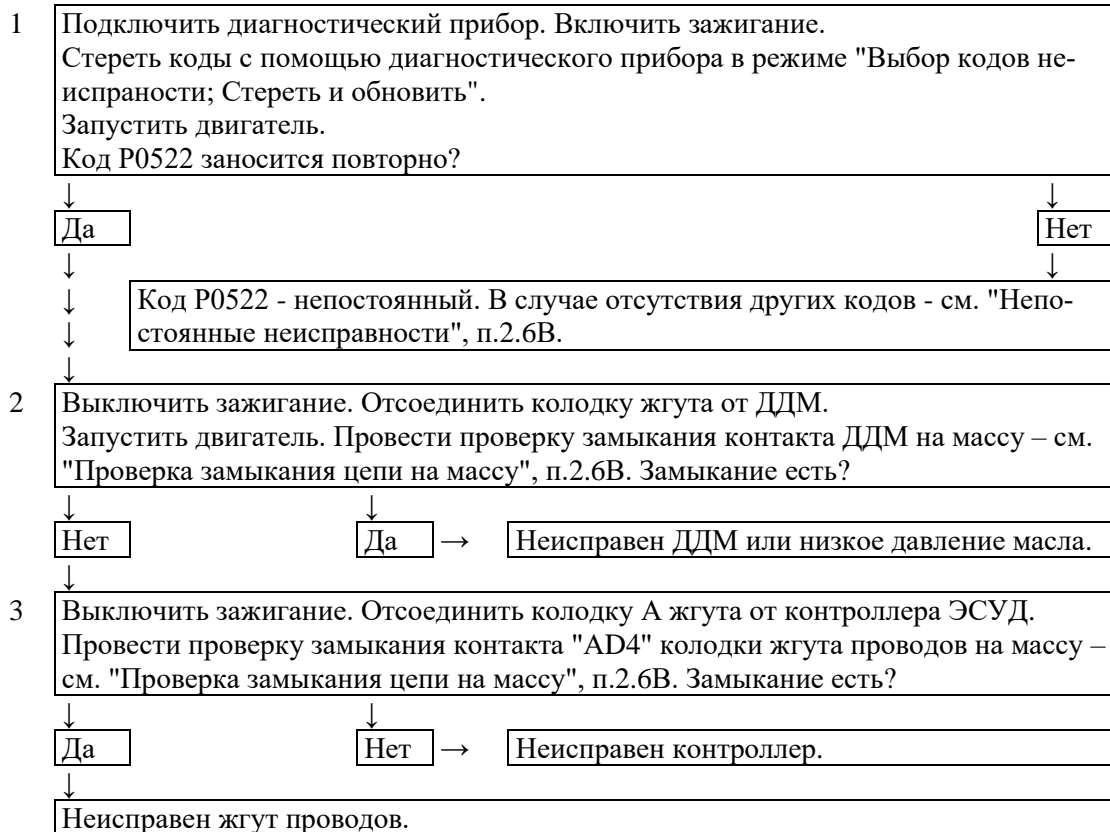 1 Подключить диагностический прибор. Включить зажигание.
Стереть коды с помощью диагностического прибора в режиме "Выбор кодов не-
испраности; Стереть и обновить".
Запустить двигатель.
Код Р0522 заносится повторно?
↓ ↓
Да Нет
↓ ↓
↓ Код Р0522 - непостоянный. В случае отсутствия других кодов - см. "Непо-
↓ стоянные неисправности", п.2.6В.
↓
2 Выключить зажигание. Отсоединить колодку жгута от ДДМ.
Запустить двигатель. Провести проверку замыкания контакта ДДМ на массу – см.
"Проверка замыкания цепи на массу", п.2.6В. Замыкание есть?
↓ ↓
Нет Да → Неисправен ДДМ или низкое давление масла.
↓
3 Выключить зажигание. Отсоединить колодку А жгута от контроллера ЭСУД.
Провести проверку замыкания контакта "AD4" колодки жгута проводов на массу –
см. "Проверка замыкания цепи на массу", п.2.6В. Замыкание есть?
↓ ↓
Да Нет → Неисправен контроллер.
↓
Неисправен жгут проводов.